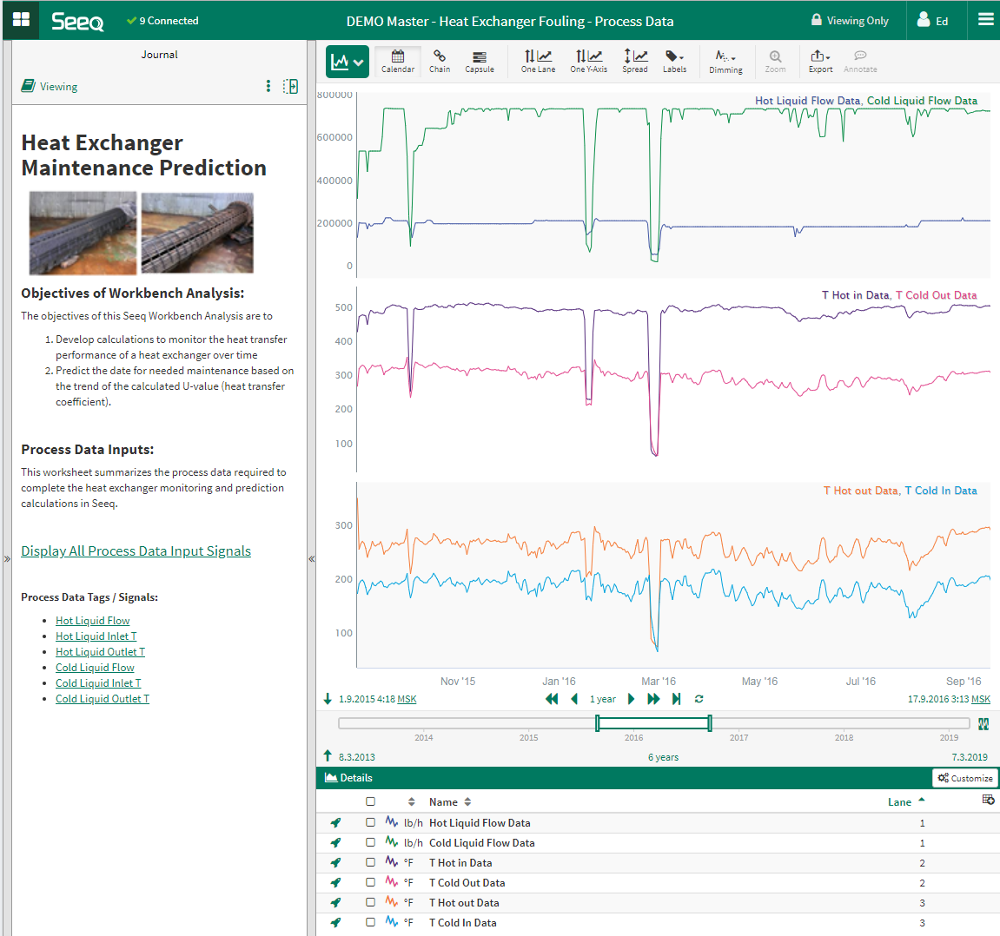 Seeq
9 Connected
DEMO Master - Heat Exchanger Fouling - Process Data
Viewing Only
Ed
Journal
Viewing
Heat Exchanger
Maintenance Prediction
Objectives of Workbench Analysis:
The objectives of this Seeq Workbench Analysis are to
1. Develop calculations to monitor the heat transfer
performance of a heat exchanger over time
2. Predict the date for needed maintenance based on
the trend of the calculated U-value (heat transfer
coefficient).
Process Data Inputs:
This worksheet summarizes the process data required to
complete the heat exchanger monitoring and prediction
calculations in Seeq.
Display All Process Data Input Signals
Process Data Tags / Signals:
• Hot Liquid Flow
• Hot Liquid Inlet T
• Hot Liquid Outlet T
• Cold Liquid Flow
• Cold Liquid Inlet T
• Cold Liquid Outlet T
»
«
Calendar
Chain
Capsule
One Lane
One Y-Axis
Spread
Labels
Dimming
Zoom
Export
Annotate
Hot Liquid Flow Data, Cold Liquid Flow Data
800000
600000
400000
200000
0
T Hot in Data, T Cold Out Data
500
400
300
200
100
T Hot out Data, T Cold In Data
300
200
100
Nov '15 Jan '16 Mar '16 May '16 Jul '16 Sep '16
1.9.2015 4:18 MSK
1 year
17.9.2016 3:13 MSK
2014 2015 2016 2017 2018 2019
8.3.2013
6 years
7.3.2019
Details
Customize
Name
Lane
lb/h Hot Liquid Flow Data 1
lb/h Cold Liquid Flow Data 1
°F T Hot in Data 2
°F T Cold Out Data 2
°F T Hot out Data 3
°F T Cold In Data 3